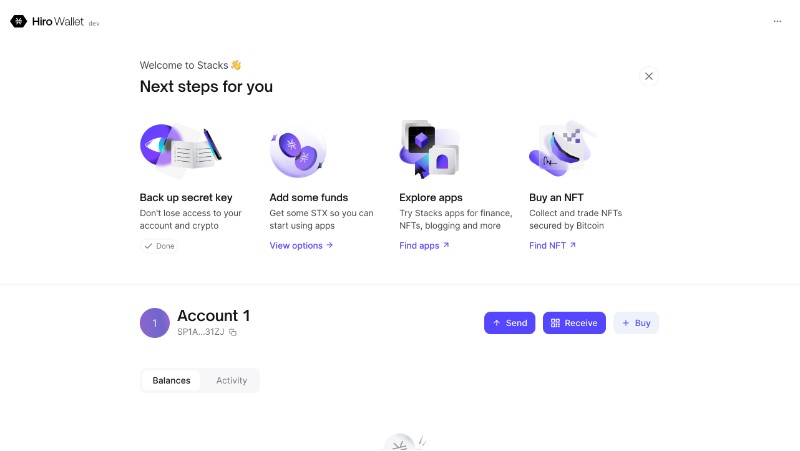 Hiro Wallet dev
Welcome to Stacks 👋
Next steps for you
Back up secret key
Don't lose access to your
account and crypto
Done
Add some funds
Get some STX so you can
start using apps
View options →
Explore apps
Try Stacks apps for finance,
NFTs, blogging and more
Find apps ↗
Buy an NFT
Collect and trade NFTs
secured by Bitcoin
Find NFT ↗
1
Account 1
SP1A...31ZJ
↑ Send
Receive
+ Buy
Balances
Activity